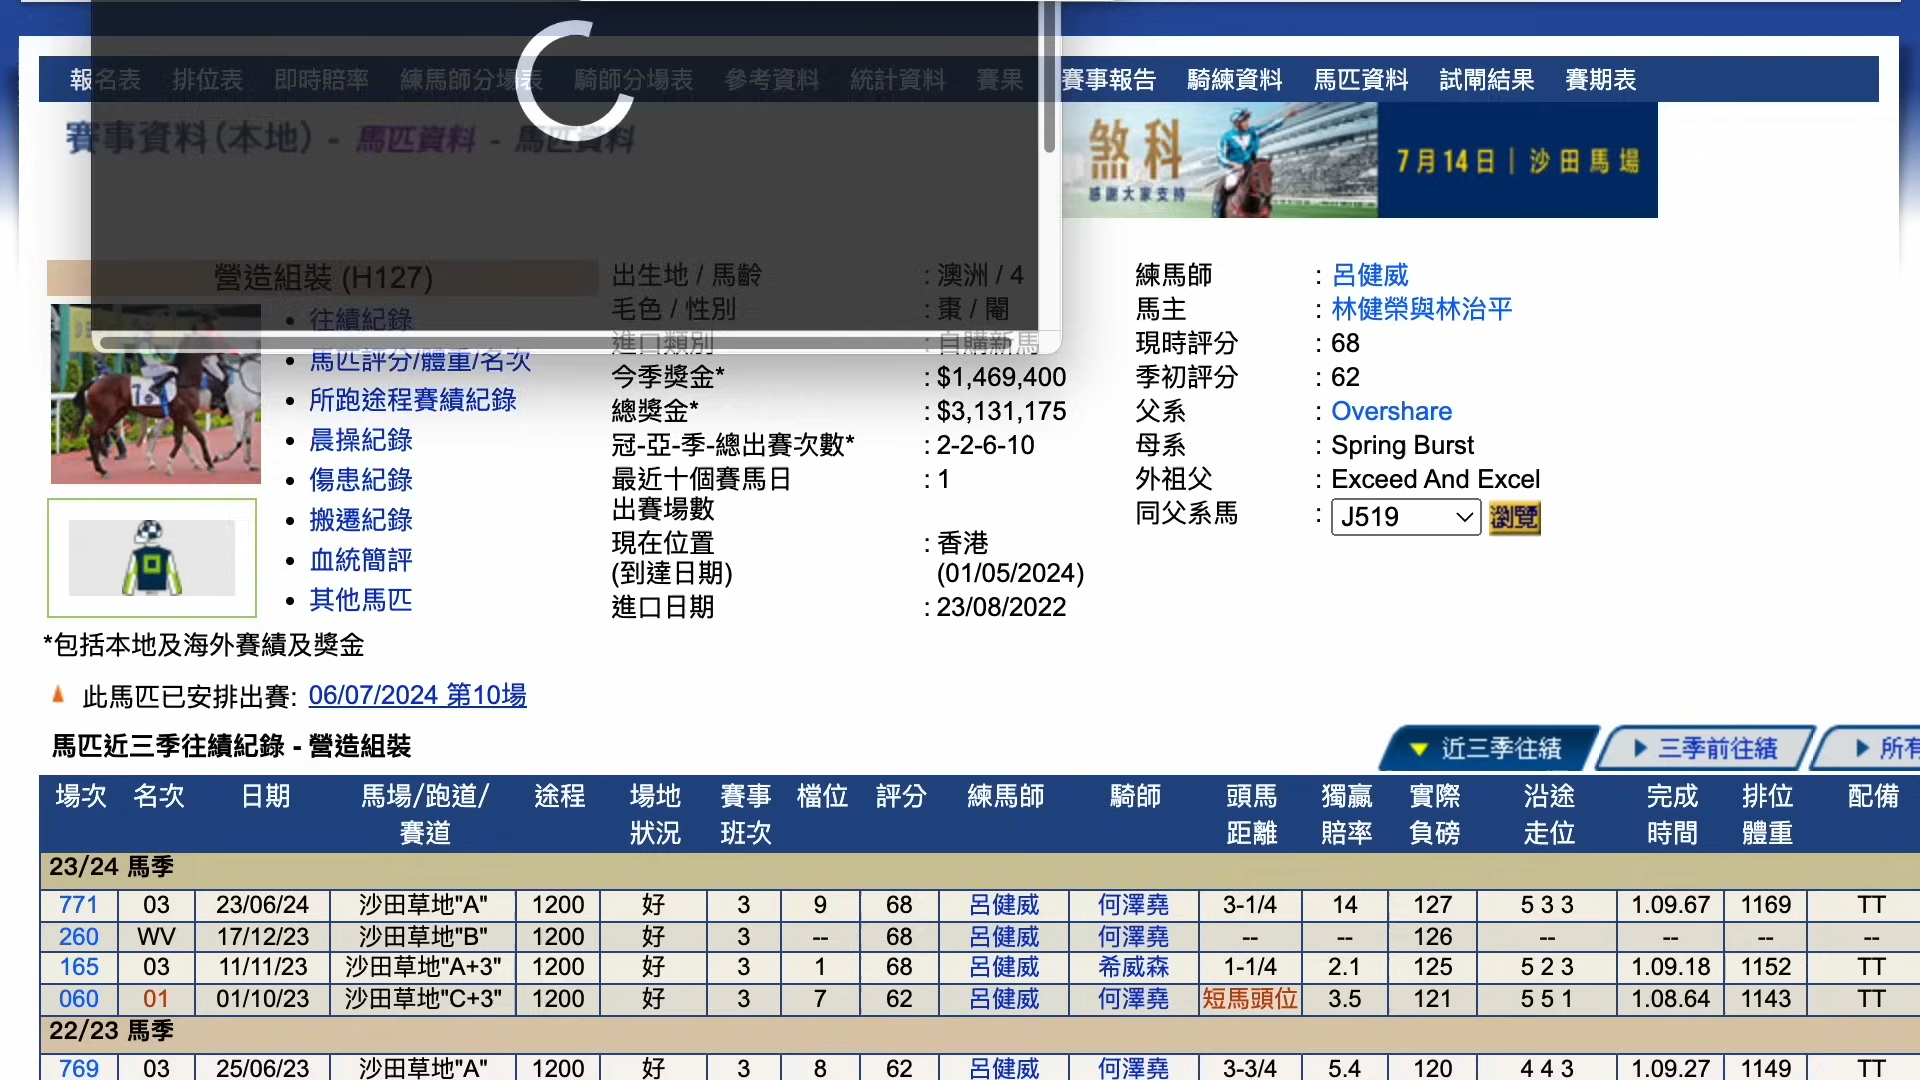 報名表 排位表 即時賠率 練馬師分場表 騎師分場表 參考資料 統計資料 賽果 賽事報告 騎練資料 馬匹資料 試閘結果 賽期表
賽事資料(本地) - 馬匹資料 - 馬匹資料
煞科
感謝大家支持
7月14日 | 沙田馬場
營造組裝 (H127)
往績紀錄
馬匹評分/體重/名次
所跑途程賽績紀錄
晨操紀錄
傷患紀錄
搬遷紀錄
血統簡評
其他馬匹
出生地 / 馬齡 : 澳洲 / 4
毛色 / 性別 : 棗 / 閹
進口類別 : 自購新馬
今季獎金* : $1,469,400
總獎金* : $3,131,175
冠-亞-季-總出賽次數* : 2-2-6-10
最近十個賽馬日 : 1
出賽場數
現在位置 : 香港
(到達日期) (01/05/2024)
進口日期 : 23/08/2022
練馬師 : 呂健威
馬主 : 林健榮與林治平
現時評分 : 68
季初評分 : 62
父系 : Overshare
母系 : Spring Burst
外祖父 : Exceed And Excel
同父系馬 : J519 瀏覽
*包括本地及海外賽績及獎金
此馬匹已安排出賽: 06/07/2024 第10場
馬匹近三季往績紀錄 - 營造組裝
近三季往績 三季前往績 所有
場次 名次 日期 馬場/跑道/ 途程 場地 賽事 檔位 評分 練馬師 騎師 頭馬 獨贏 實際 沿途 完成 排位 配備
賽道 狀況 班次 距離 賠率 負磅 走位 時間 體重
23/24 馬季
771 03 23/06/24 沙田草地"A" 1200 好 3 9 68 呂健威 何澤堯 3-1/4 14 127 5 3 3 1.09.67 1169 TT
260 WV 17/12/23 沙田草地"B" 1200 好 3 -- 68 呂健威 何澤堯 -- -- 126 -- -- -- --
165 03 11/11/23 沙田草地"A+3" 1200 好 3 1 68 呂健威 希威森 1-1/4 2.1 125 5 2 3 1.09.18 1152 TT
060 01 01/10/23 沙田草地"C+3" 1200 好 3 7 62 呂健威 何澤堯 短馬頭位 3.5 121 5 5 1 1.08.64 1143 TT
22/23 馬季
769 03 25/06/23 沙田草地"A" 1200 好 3 8 62 呂健威 何澤堯 3-3/4 5.4 120 4 4 3 1.09.27 1149 TT